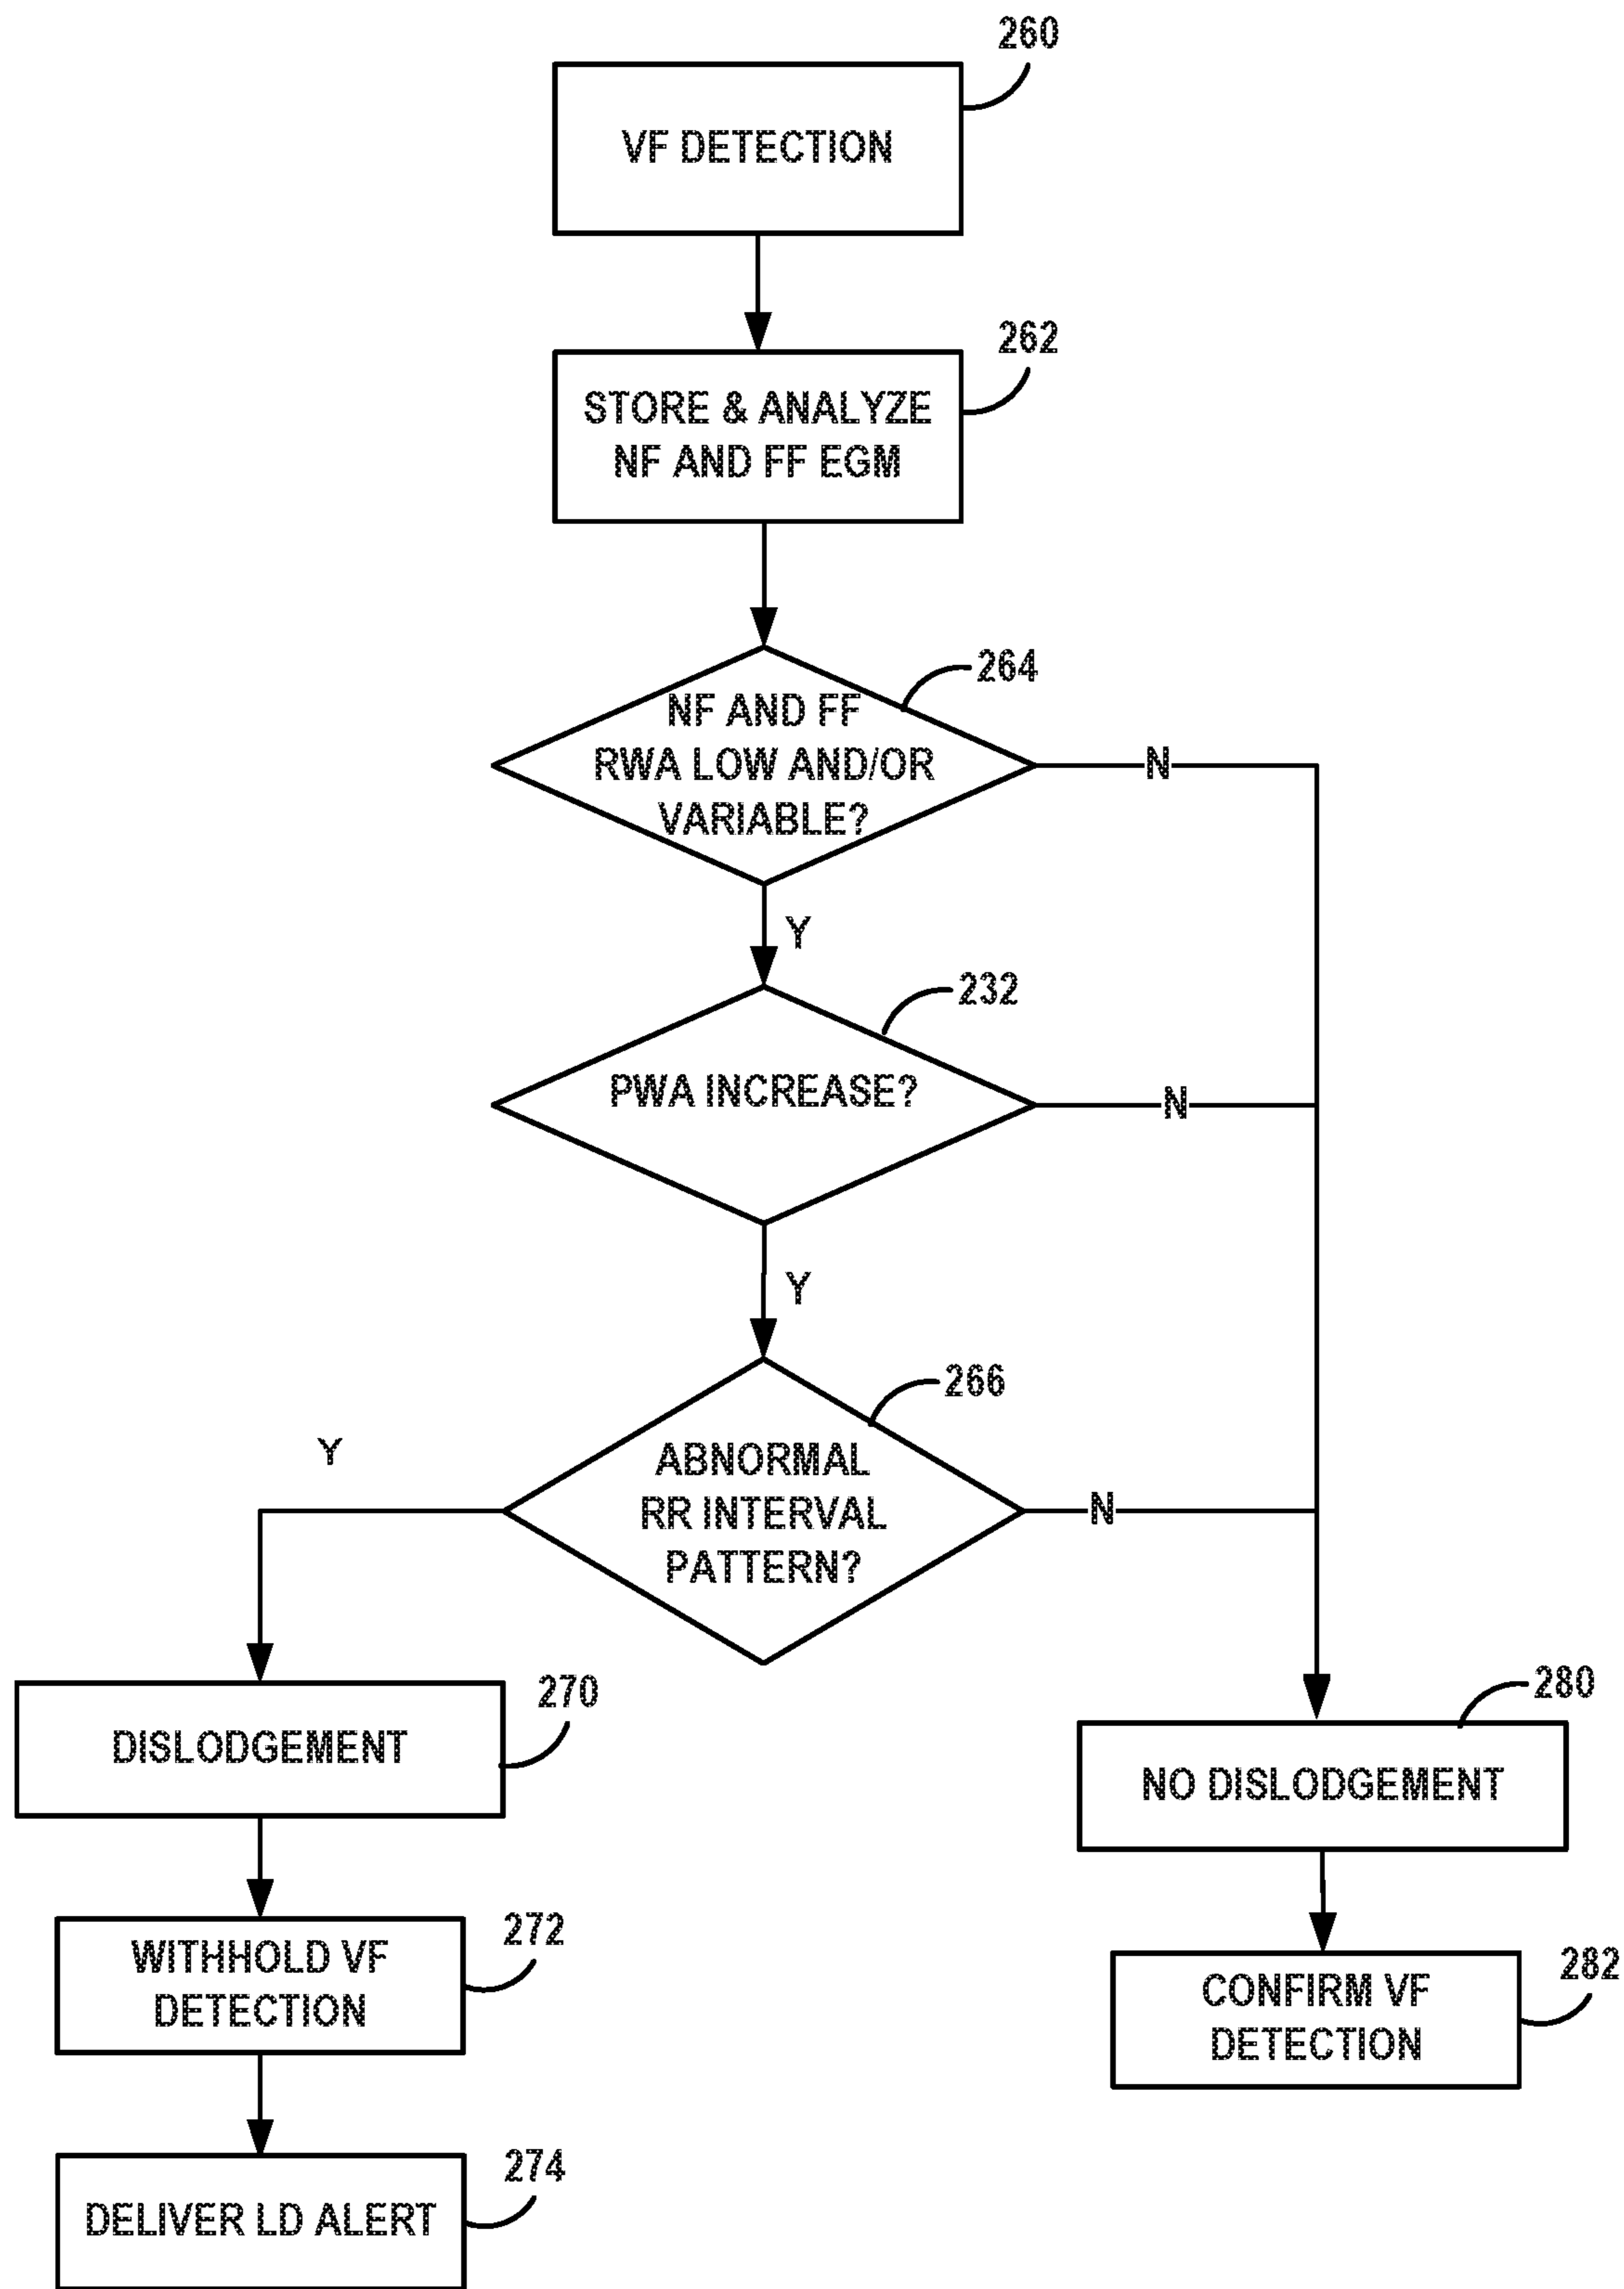 260
VF DETECTION
262
STORE & ANALYZE
NF AND FF EGM
264
NF AND FF
RWA LOW AND/OR
VARIABLE?
N
Y
232
PWA INCREASE?
N
Y
266
ABNORMAL
RR INTERVAL
PATTERN?
Y
N
270
DISLODGEMENT
280
NO DISLODGEMENT
272
WITHHOLD VF
DETECTION
282
CONFIRM VF
DETECTION
274
DELIVER LD ALERT